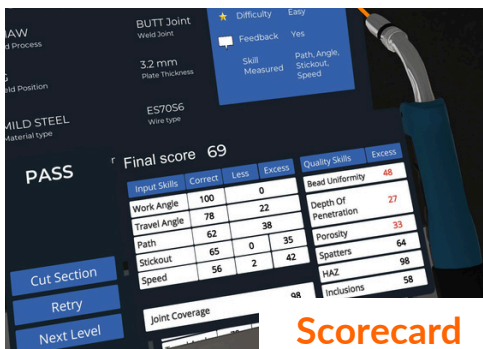 BUTT Joint
Weld Joint
Difficulty Easy
Feedback Yes
Skill Measured Path, Angle, Stickout, Speed
3.2 mm
Plate Thickness
ES70S6
Wire type
MILD STEEL
Material type
PASS
Final score 69
Input Skills Correct Less Excess
Work Angle 100 0
Travel Angle 78 22
Path 62 38
Stickout 65 0 35
Speed 56 2 42
Joint Coverage 98
Quality Skills Excess
Bead Uniformity 48
Depth Of Penetration 27
Porosity 33
Spatters 64
HAZ 98
Inclusions 58
Cut Section
Retry
Next Level
Scorecard